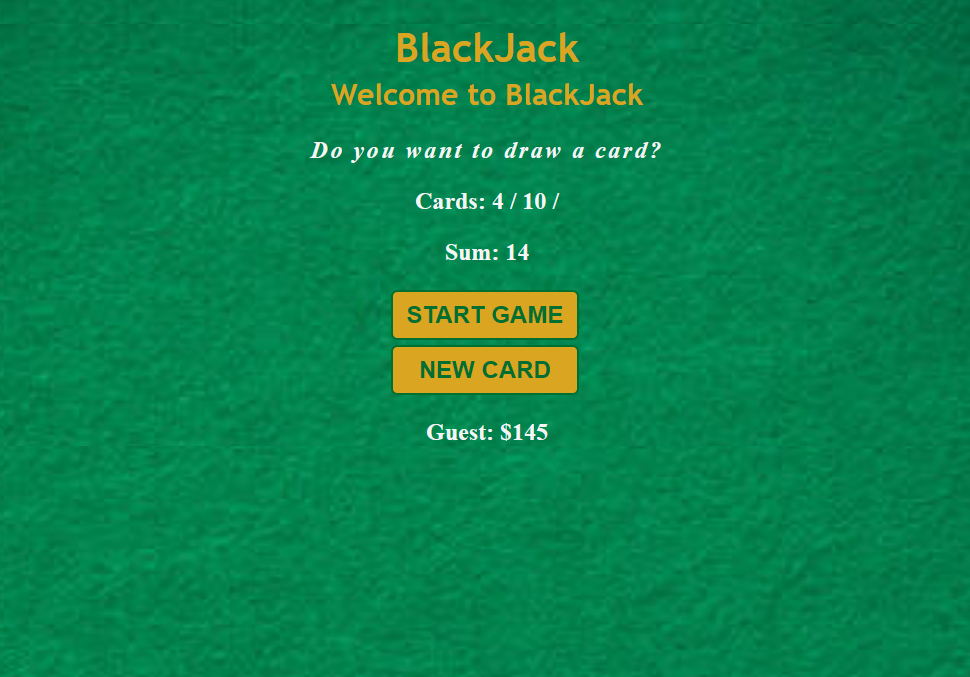 BlackJack
Welcome to BlackJack
Do you want to draw a card?
Cards: 4 / 10 /
Sum: 14
START GAME
NEW CARD
Guest: $145